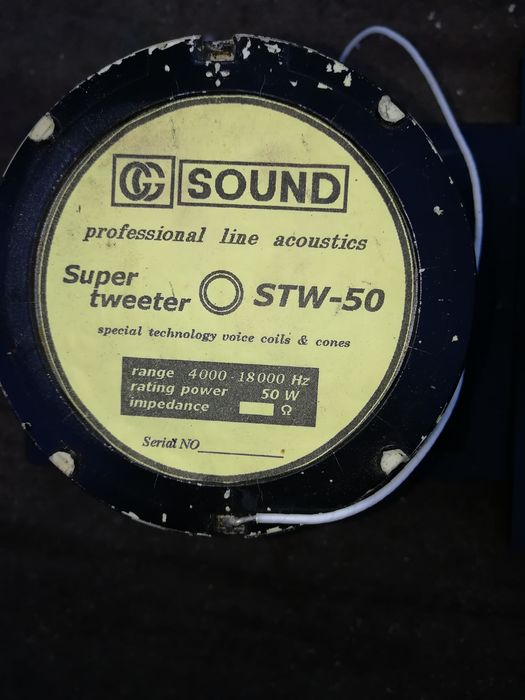 CG SOUND
professional line acoustics
Super tweeter STW-50
special technology voice coils & cones
range 4000-18000 Hz
rating power 50 W
impedance Ω
Serial NO